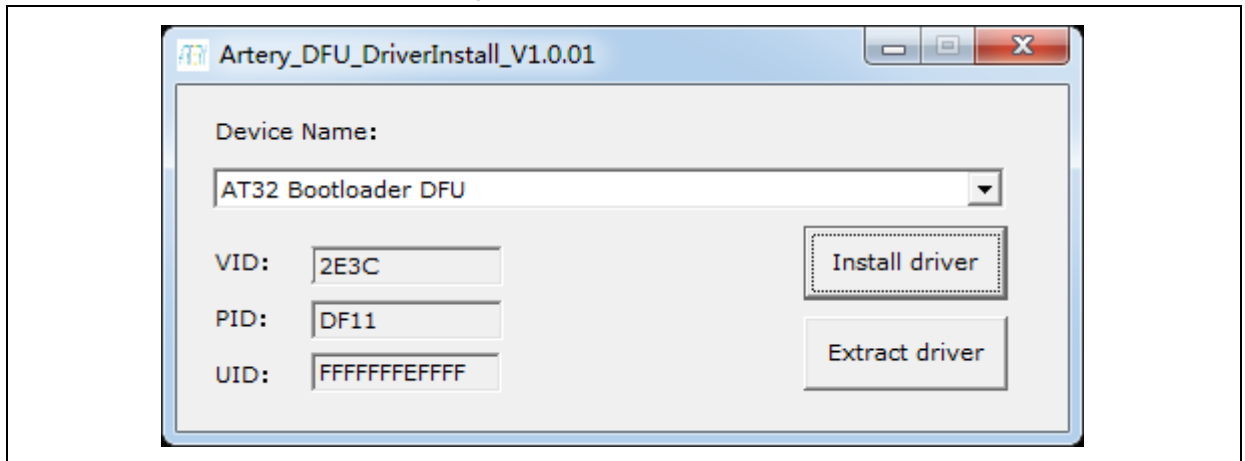 Artery_DFU_DriverInstall_V1.0.01
Device Name:
AT32 Bootloader DFU
VID: 2E3C
Install driver
PID: DF11
Extract driver
UID: FFFFFFFEFFFF